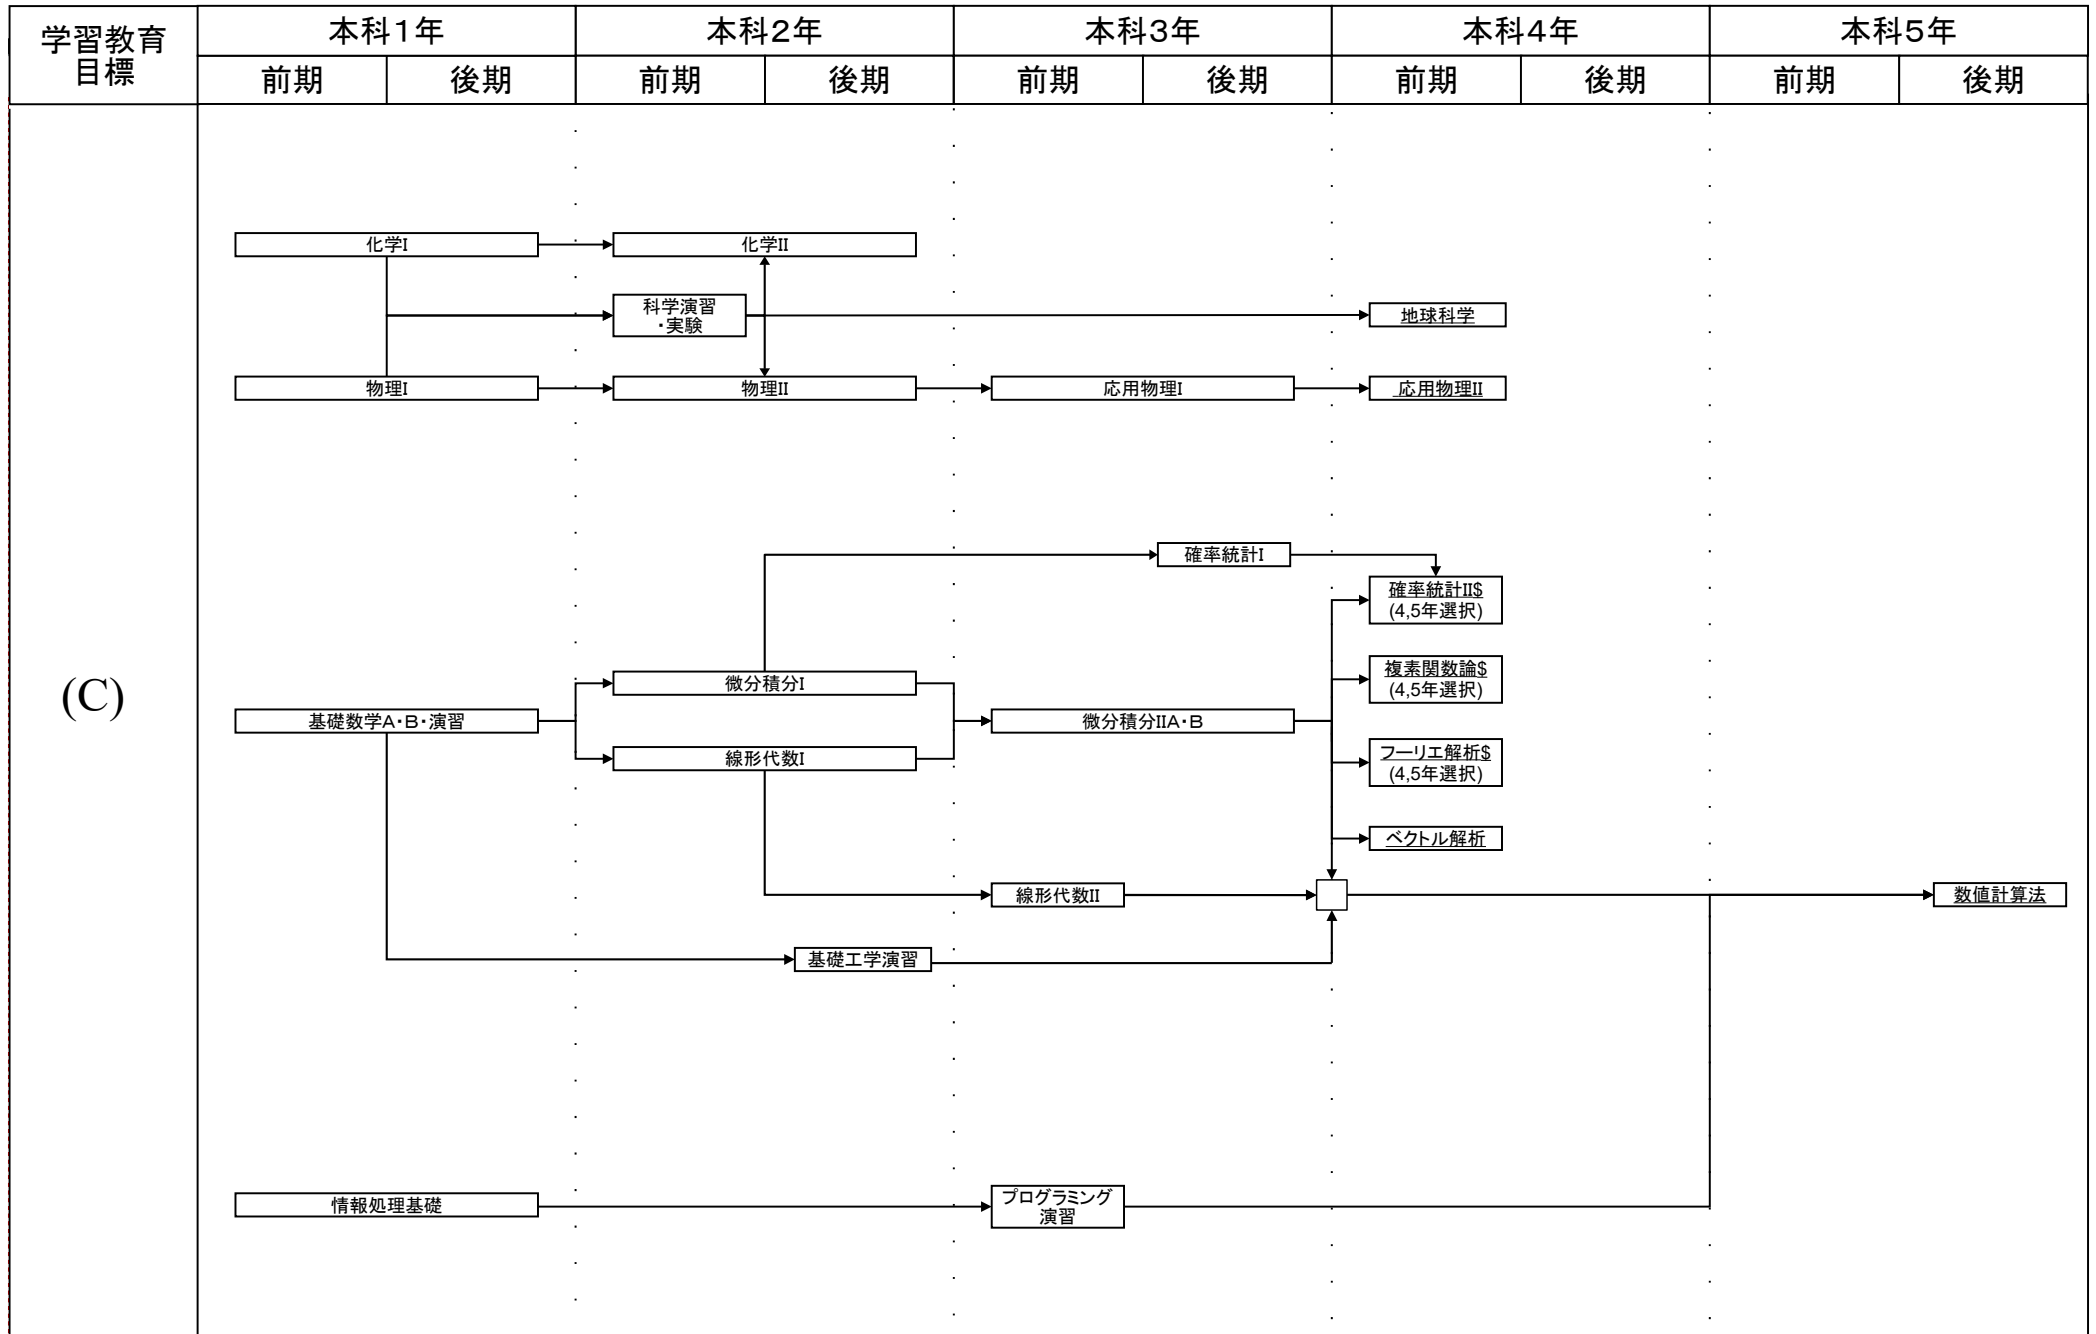 学習教育
目標
本科1年
本科2年
本科3年
本科4年
本科5年
前期
後期
前期
後期
前期
後期
前期
後期
前期
後期
(C)
化学I
化学II
科学演習
・実験
地球科学
物理I
物理II
応用物理I
応用物理II
確率統計I
確率統計II$
(4,5年選択)
微分積分I
複素関数論$
(4,5年選択)
基礎数学A・B・演習
微分積分IIA・B
線形代数I
フーリエ解析$
(4,5年選択)
ベクトル解析
線形代数II
数値計算法
基礎工学演習
情報処理基礎
プログラミング
演習